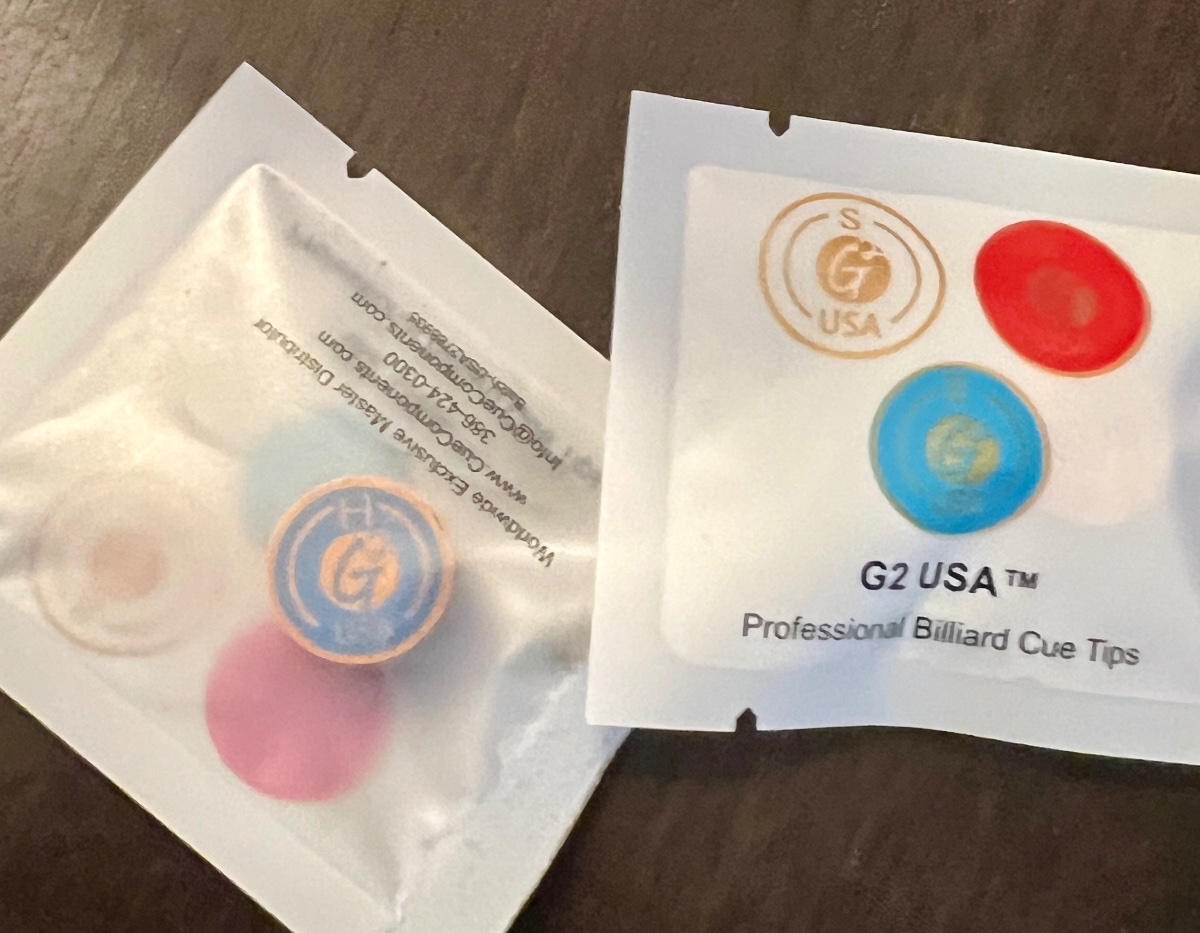 Worldwide Exclusive Master Distributor
www.CueComponents.com
386-424-0300
Info@CueComponents.com
H
G
S
G
USA
G
G2 USA™
Professional Billiard Cue Tips